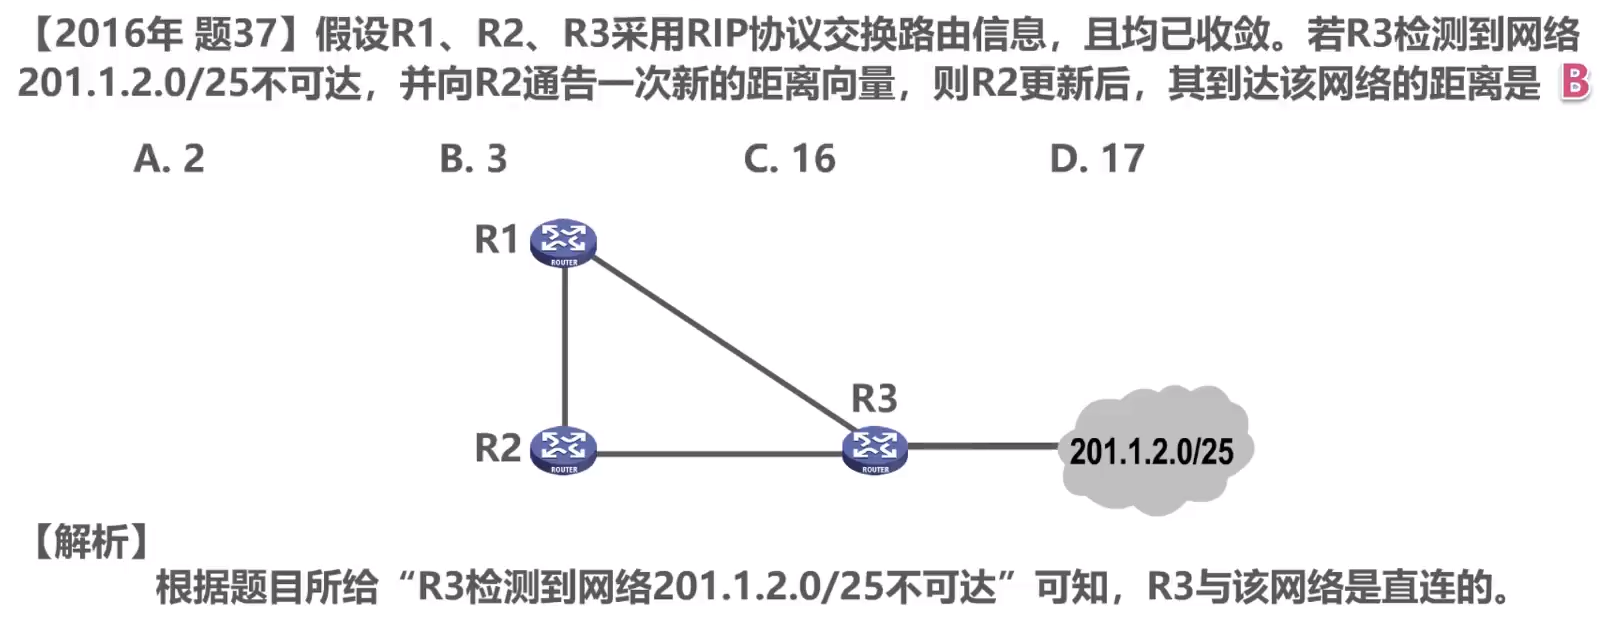 【2016年 题37】假设R1、R2、R3采用RIP协议交换路由信息，且均已收敛。若R3检测到网络
201.1.2.0/25不可达，并向R2通告一次新的距离向量，则R2更新后，其到达该网络的距离是 B
A. 2 B. 3 C. 16 D. 17
R1
ROUTER
R3
R2
ROUTER
ROUTER
201.1.2.0/25
【解析】
根据题目所给“R3检测到网络201.1.2.0/25不可达”可知，R3与该网络是直连的。